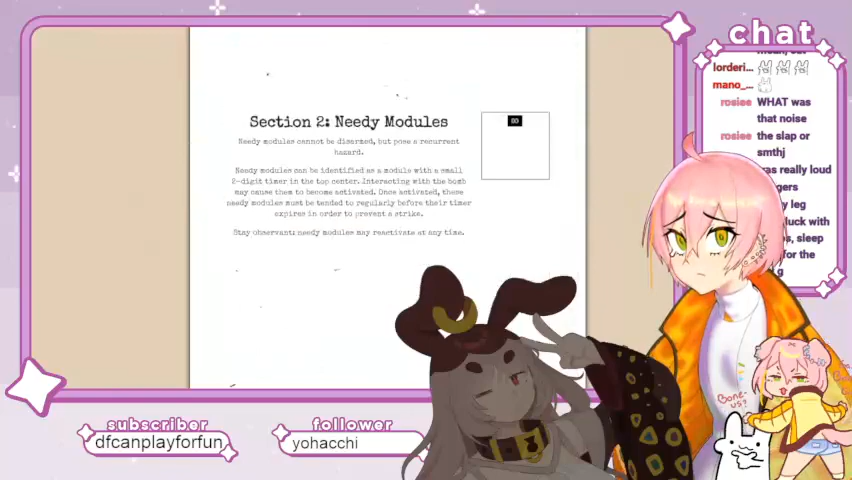 chat
lorderi...
mano_...
rosiee WHAT was
that noise
rosiee the slap or
smthj
was really loud
leg
luck with
sleep
for the
Section 2: Needy Modules
Needy modules cannot be disarmed, but pose a recurrent
hazard.
Needy modules can be identified as a module with a small
2-digit timer in the top center. Interacting with the bomb
may cause them to become activated. Once activated, these
needy modules must be tended to regularly before their timer
expires in order to prevent a strike.
Stay observant; needy modules may reactivate at any time.
subscriber
dfcanplayforfun
follower
yohacchi
Bone-
us?